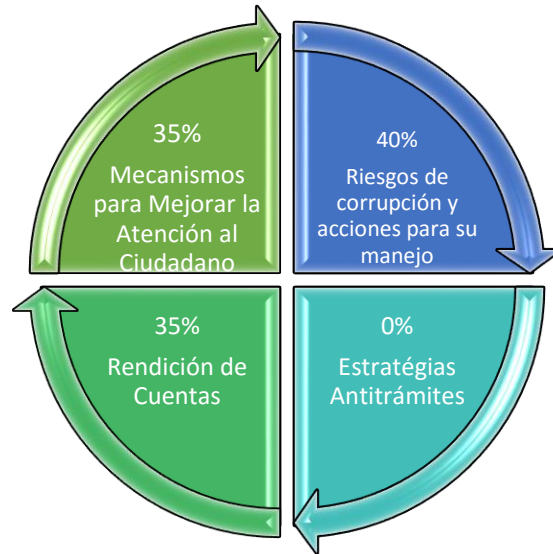 35%
Mecanismos
para Mejorar la
Atención al
Ciudadano
40%
Riesgos de
corrupción y
acciones para su
manejo
35%
Rendición de
Cuentas
0%
Estratégias
Antitrámites